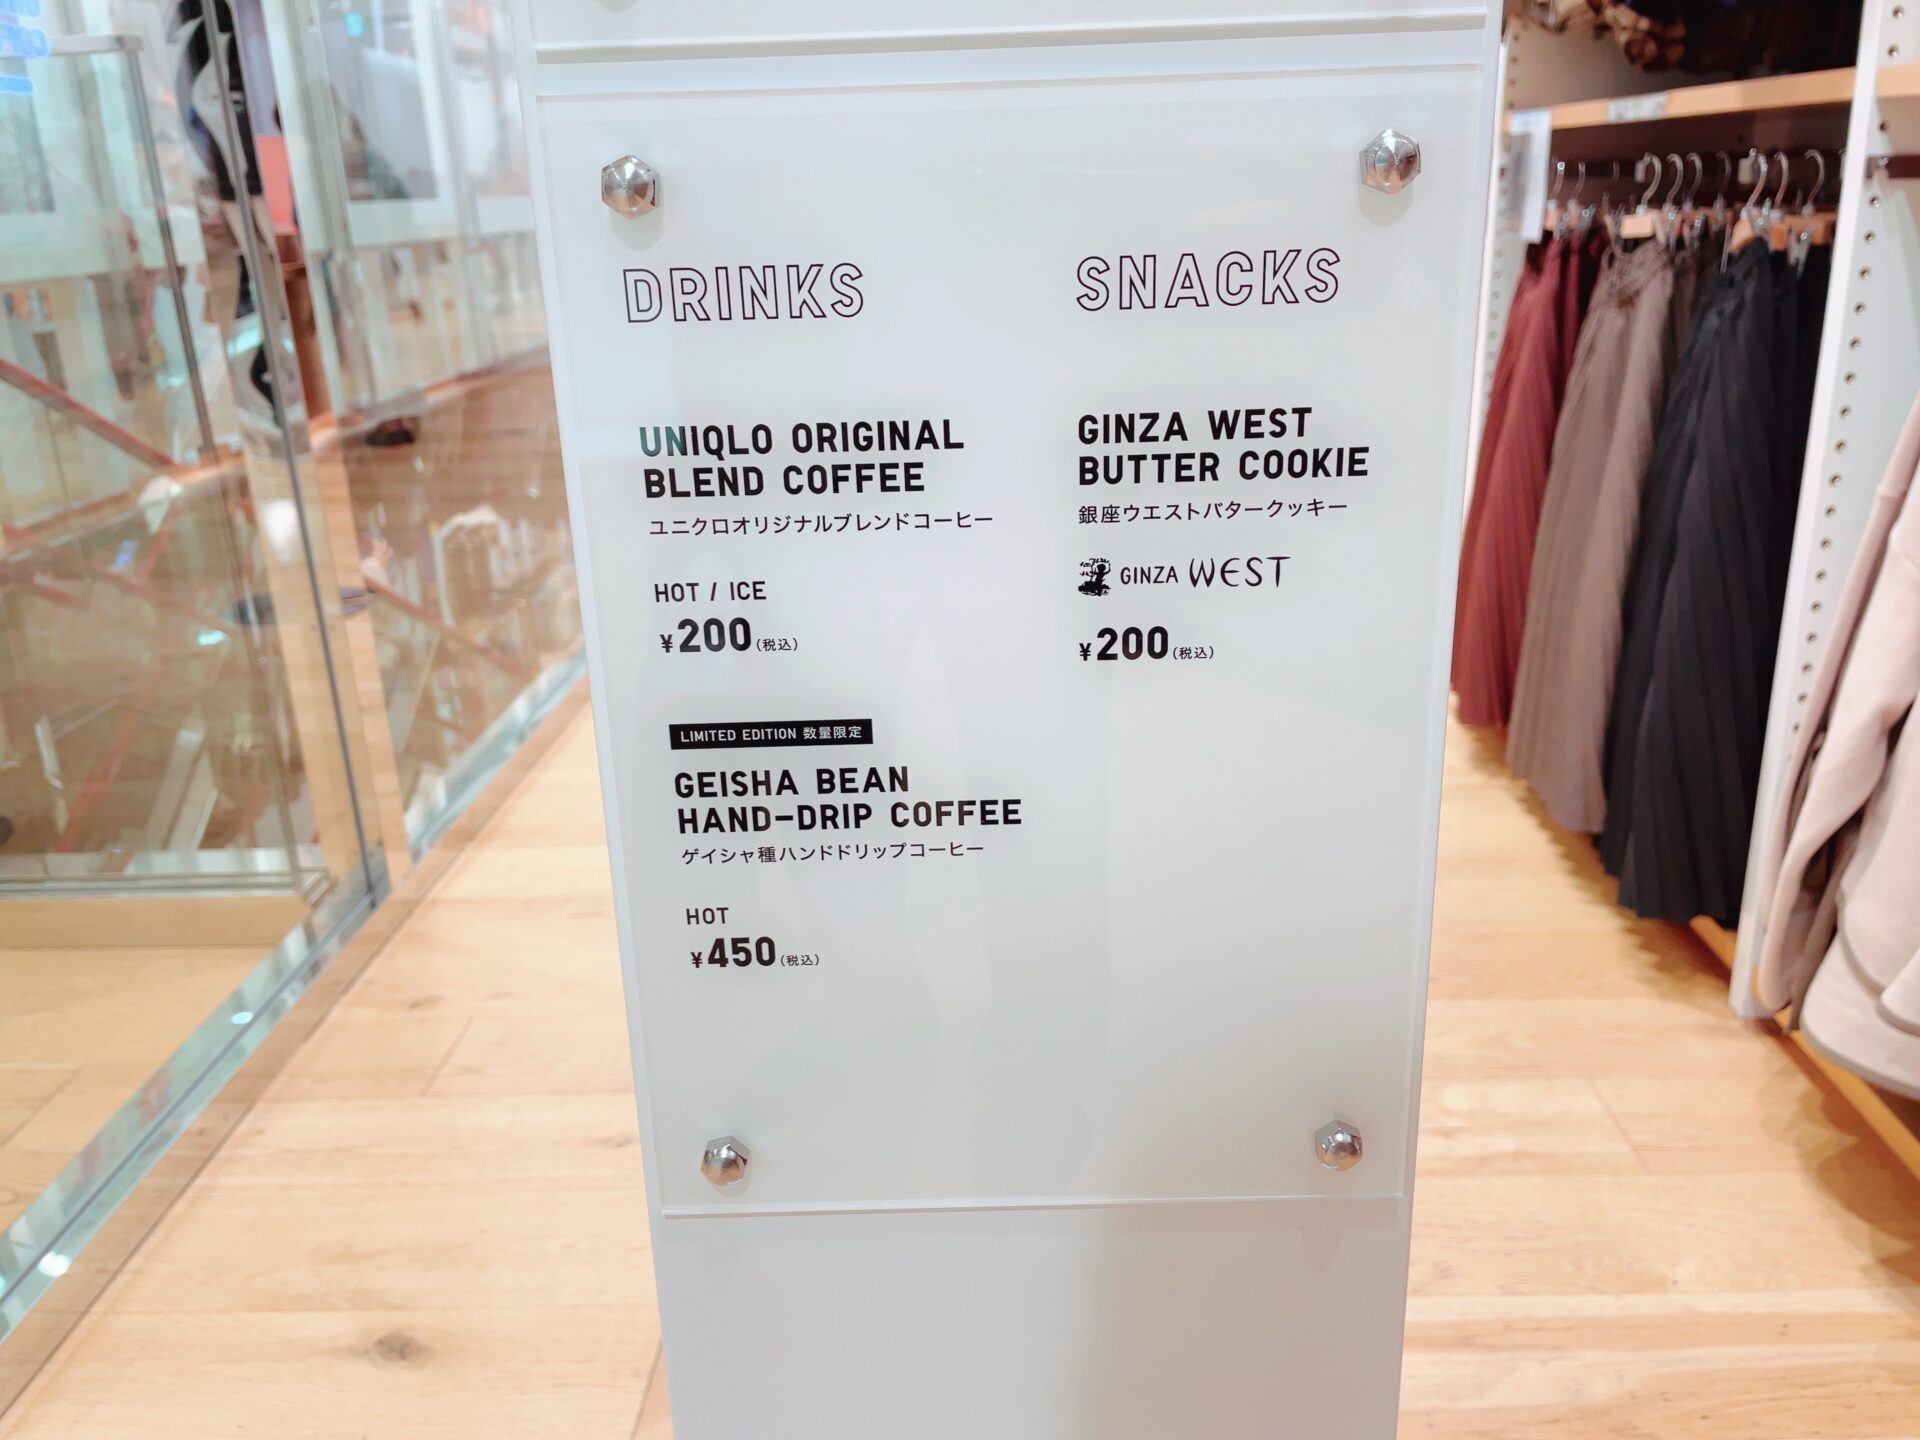 DRINKS
UNIQLO ORIGINAL
BLEND COFFEE
ユニクロオリジナルブレンドコーヒー
HOT / ICE
¥200(税込)
LIMITED EDITION 数量限定
GEISHA BEAN
HAND-DRIP COFFEE
ゲイシャ種ハンドドリップコーヒー
HOT
¥450(税込)
SNACKS
GINZA WEST
BUTTER COOKIE
銀座ウエストバタークッキー
GINZA WEST
¥200(税込)